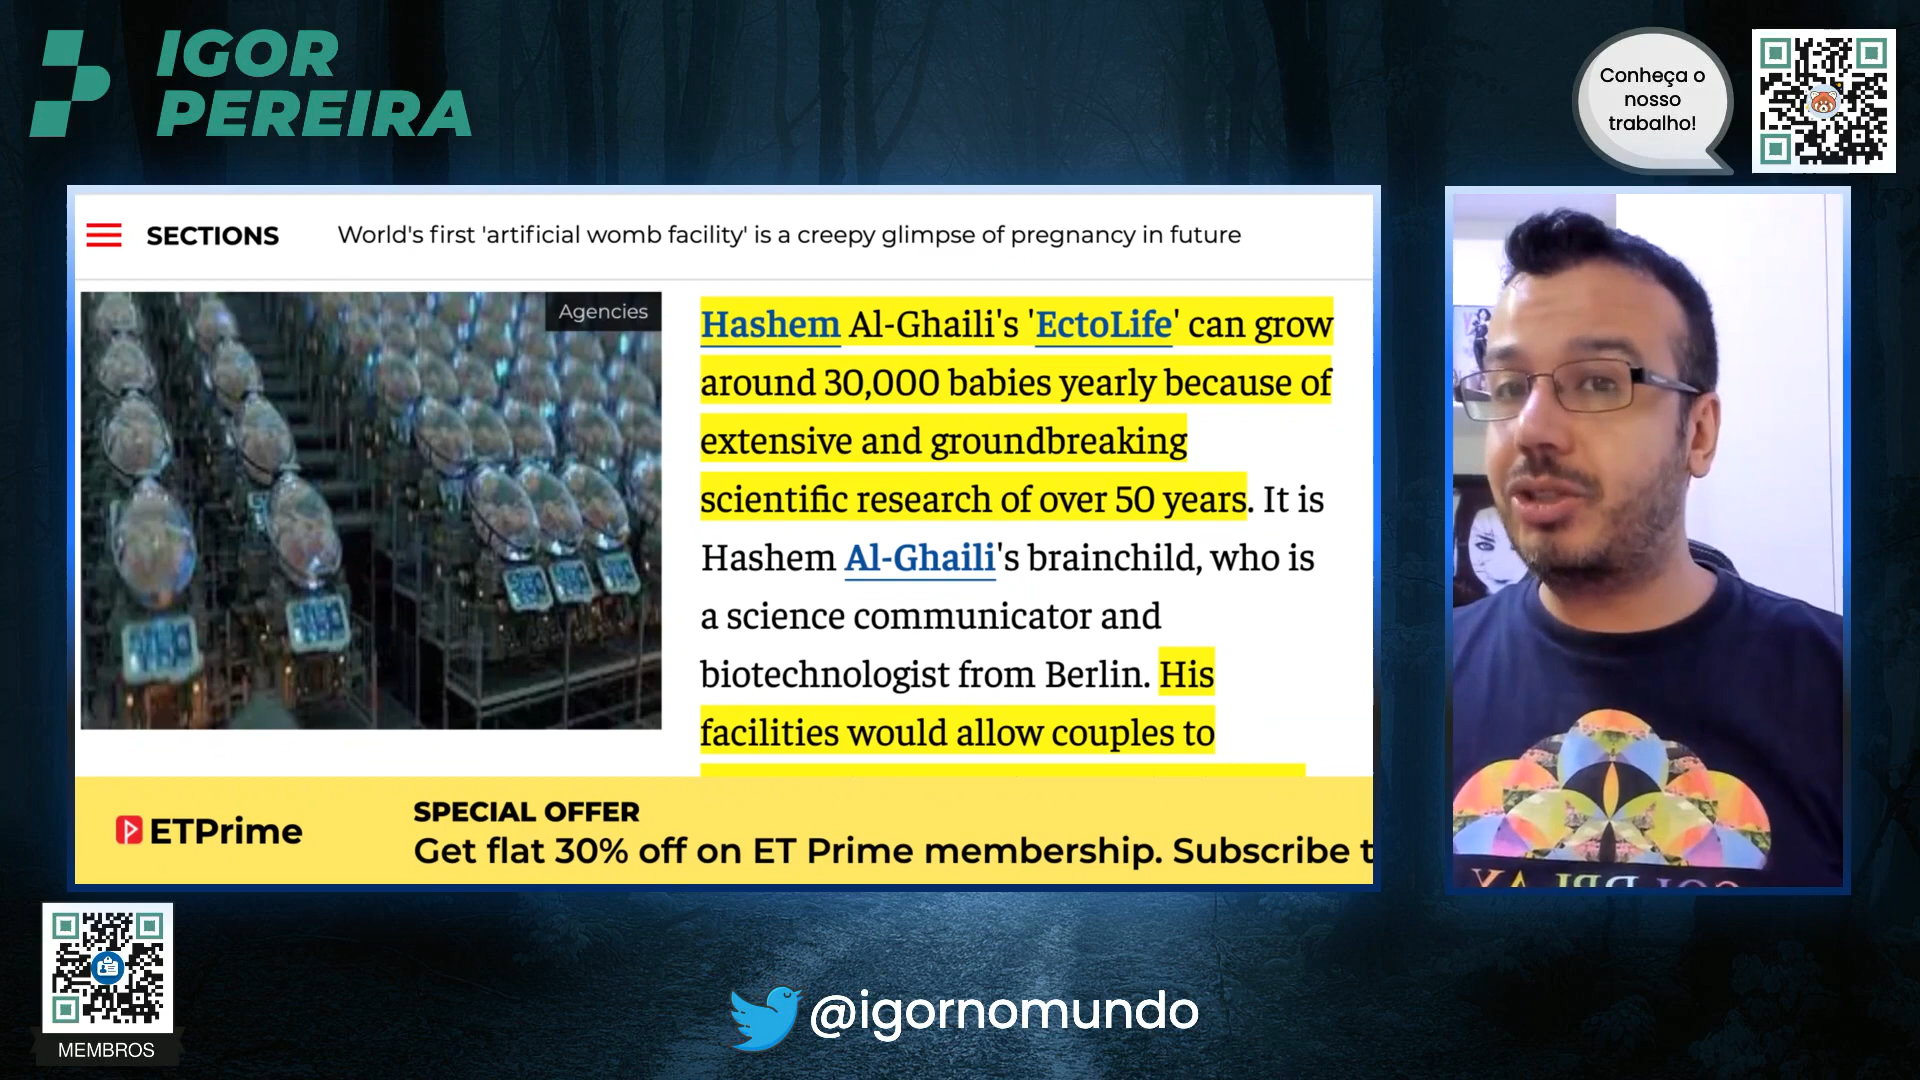 IGOR
PEREIRA
Conheça o
nosso
trabalho!
SECTIONS
World's first 'artificial womb facility' is a creepy glimpse of pregnancy in future
Agencies
Hashem Al-Ghaili's 'EctoLife' can grow
around 30,000 babies yearly because of
extensive and groundbreaking
scientific research of over 50 years. It is
Hashem Al-Ghaili's brainchild, who is
a science communicator and
biotechnologist from Berlin. His
facilities would allow couples to
ETPrime
SPECIAL OFFER
Get flat 30% off on ET Prime membership. Subscribe t
MEMBROS
@igornomundo